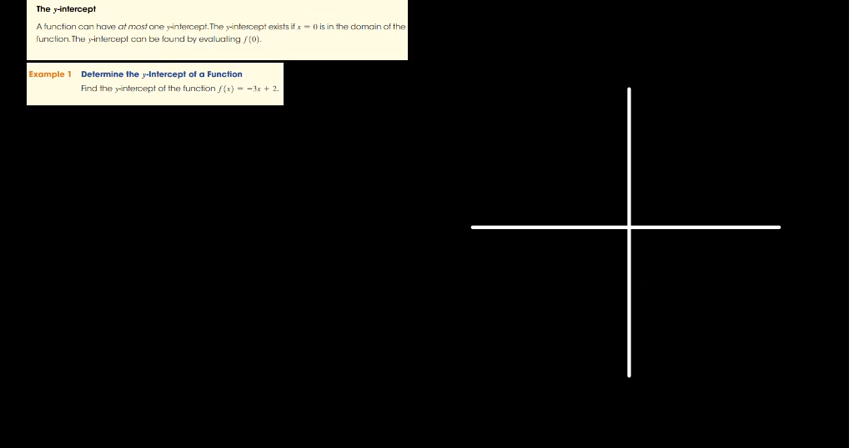 The y-intercept
A function can have at most one y-intercept. The y-intercept exists if x = 0 is in the domain of the
function. The y-intercept can be found by evaluating f(0).
Example 1 Determine the y-Intercept of a Function
Find the y-intercept of the function f(x) = −3x + 2.